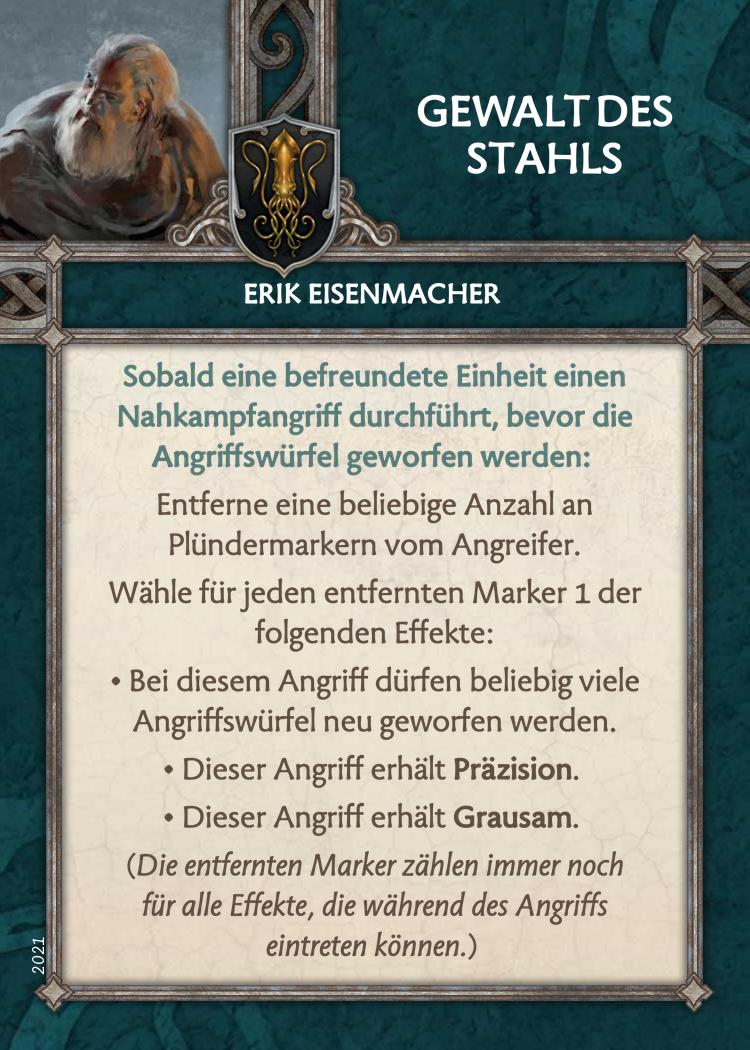 GEWALT DES
STAHLS
ERIK EISENMACHER
Sobald eine befreundete Einheit einen
Nahkampfangriff durchführt, bevor die
Angriffswürfel geworfen werden:
Entferne eine beliebige Anzahl an
Plündermarkern vom Angreifer.
Wähle für jeden entfernten Marker 1 der
folgenden Effekte:
• Bei diesem Angriff dürfen beliebig viele
Angriffswürfel neu geworfen werden.
• Dieser Angriff erhält Präzision.
• Dieser Angriff erhält Grausam.
(Die entfernten Marker zählen immer noch
für alle Effekte, die während des Angriffs
eintreten können.)
2021